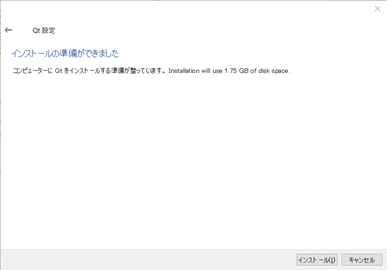 Qt 設定
インストールの準備ができました
コンピューターに Qt をインストールする準備が整っています。 Installation will use 1.75 GB of disk space.
インストール(I)
キャンセル